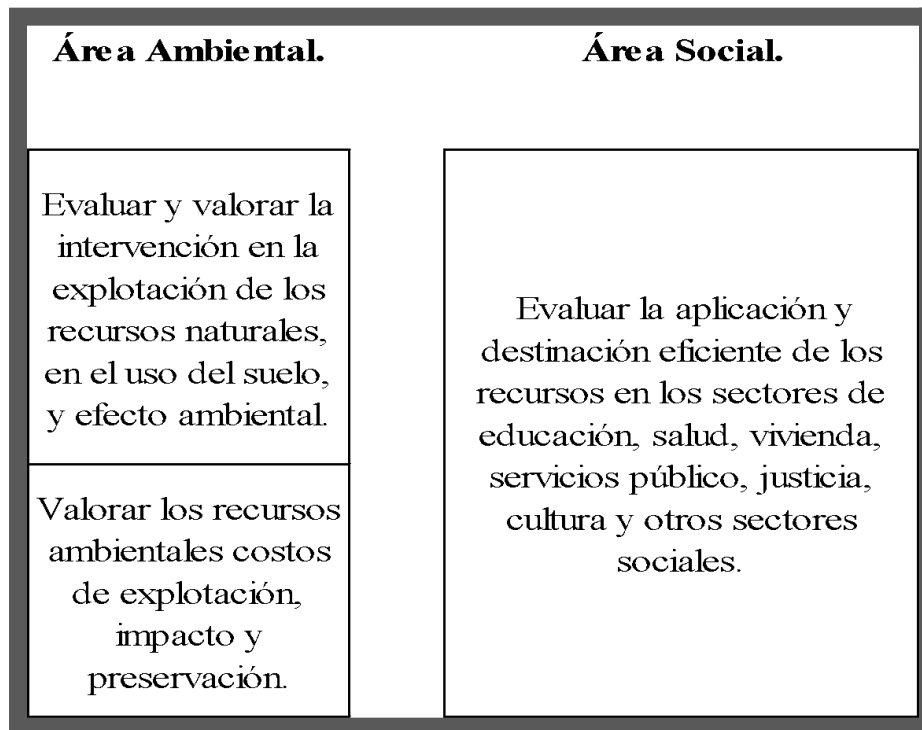 Área Ambiental.
Área Social.
Evaluar y valorar la
intervención en la
explotación de los
recursos naturales,
en el uso del suelo,
y efecto ambiental.
Valorar los recursos
ambientales costos
de explotación,
impacto y
preservación.
Evaluar la aplicación y
destinación eficiente de los
recursos en los sectores de
educación, salud, vivienda,
servicios público, justicia,
cultura y otros sectores
sociales.